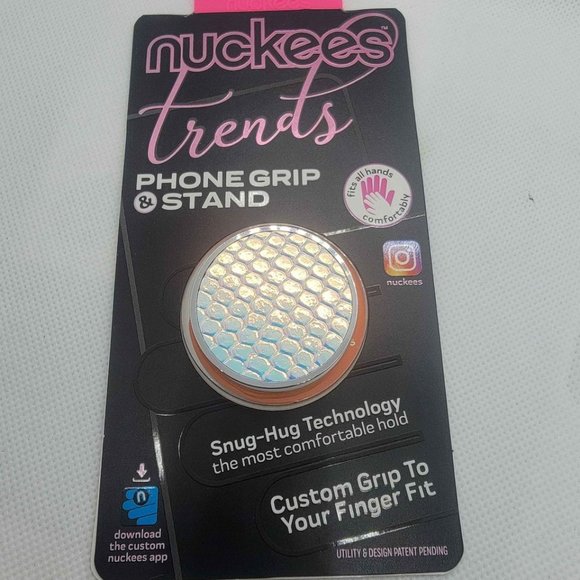 nuckees™
trends
PHONE GRIP
& STAND
fits all hands
comfortably
nuckees
Snug-Hug Technology
the most comfortable hold
Custom Grip To
Your Finger Fit
n
download
the custom
nuckees app
UTILITY & DESIGN PATENT PENDING